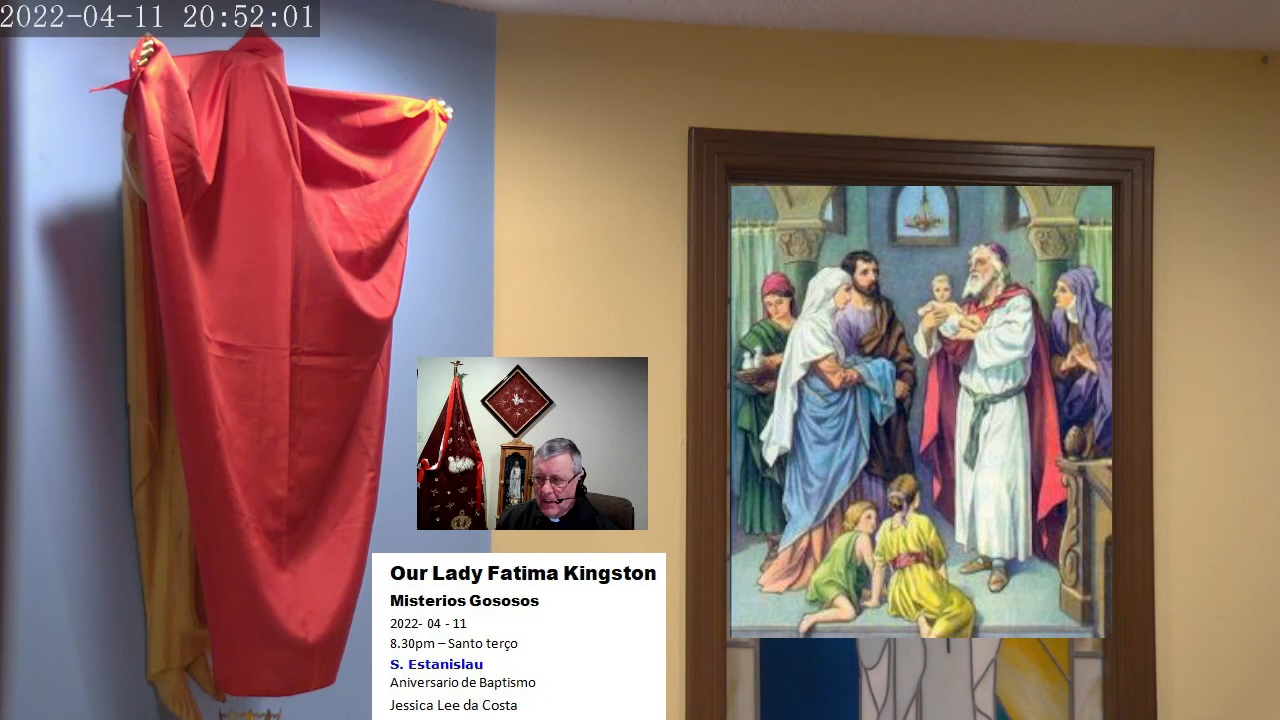 2022-04-11 20:52:01
Our Lady Fatima Kingston
Misterios Gososos
2022- 04 - 11
8.30pm – Santo terço
S. Estanislau
Aniversario de Baptismo
Jessica Lee da Costa